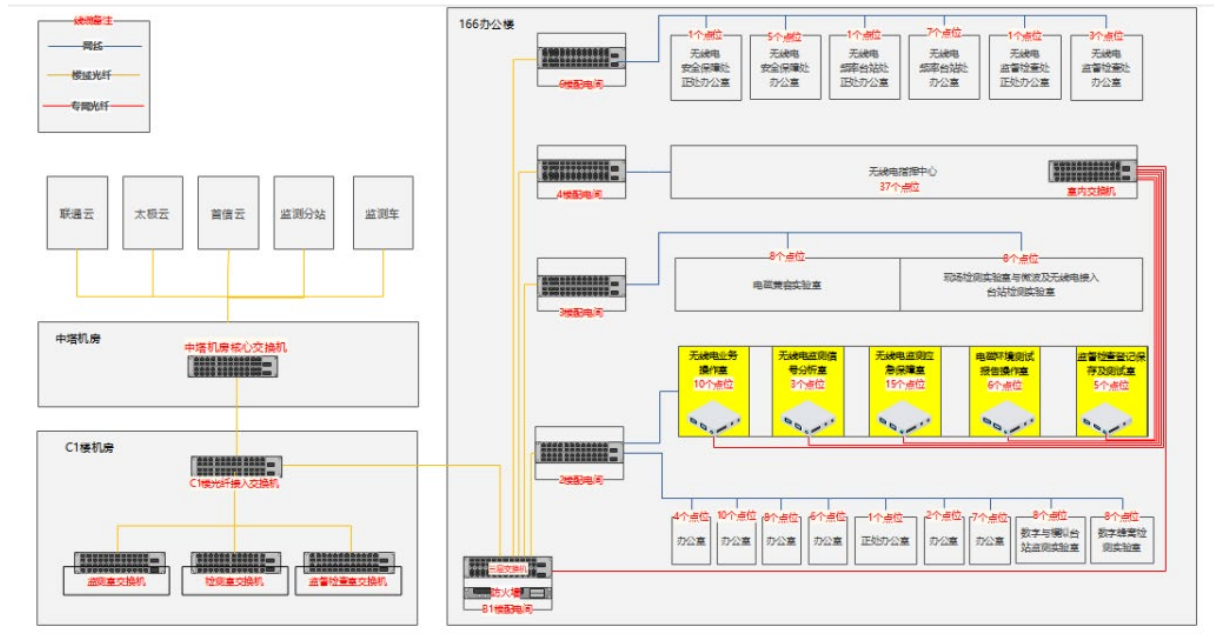 线缆备注
网线
楼域光纤
专网光纤
联通云
太极云
首信云
监测分站
监测车
中塔机房
中塔机房核心交换机
C1楼机房
C1楼光纤接入交换机
监测室交换机
检测室交换机
监督检查室交换机
166办公楼
6楼配电间
1个点位
无线电
安全保障处
正处办公室
5个点位
无线电
安全保障处
办公室
1个点位
无线电
频率台站处
正处办公室
7个点位
无线电
频率台站处
办公室
1个点位
无线电
监督检查处
正处办公室
3个点位
无线电
监督检查处
办公室
4楼配电间
无线电指挥中心
37个点位
室内交换机
3楼配电间
8个点位
电磁兼容实验室
8个点位
现场检测实验室与微波及无线电接入
台站检测实验室
2楼配电间
无线电业务
操作室
10个点位
无线电监测信
号分析室
3个点位
无线电监测应
急保障室
15个点位
电磁环境测试
报告操作室
6个点位
监督检查登记保
存及测试室
5个点位
4个点位
办公室
10个点位
办公室
8个点位
办公室
6个点位
办公室
1个点位
正处办公室
2个点位
办公室
7个点位
办公室
8个点位
数字与模拟台
站监测实验室
8个点位
数字蜂窝检
测实验室
三层交换机
防火墙
B1楼配电间